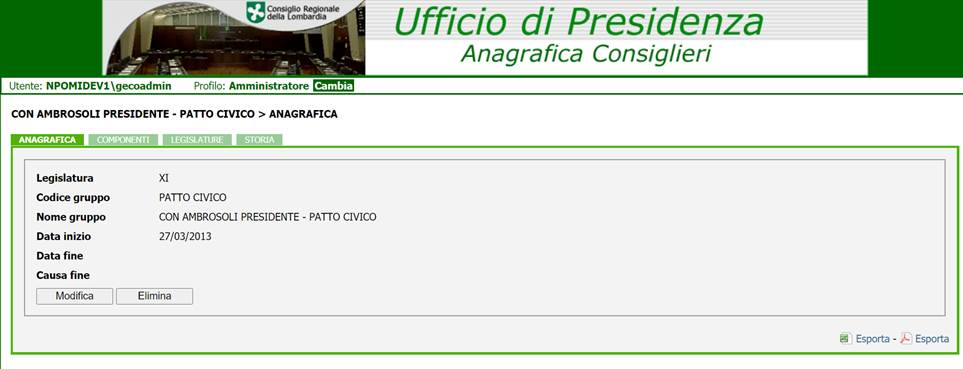 Consiglio Regionale
della Lombardia
Ufficio di Presidenza
Anagrafica Consiglieri
Utente: NPOMIDEV1\gecoadmin Profilo: Amministratore Cambia
CON AMBROSOLI PRESIDENTE - PATTO CIVICO > ANAGRAFICA
ANAGRAFICA COMPONENTI LEGISLATURE STORIA
Legislatura XI
Codice gruppo PATTO CIVICO
Nome gruppo CON AMBROSOLI PRESIDENTE - PATTO CIVICO
Data inizio 27/03/2013
Data fine
Causa fine
Modifica Elimina
Esporta - Esporta